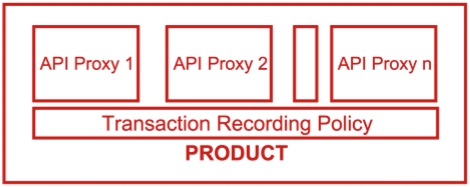 API Proxy 1
API Proxy 2
API Proxy n
Transaction Recording Policy
PRODUCT